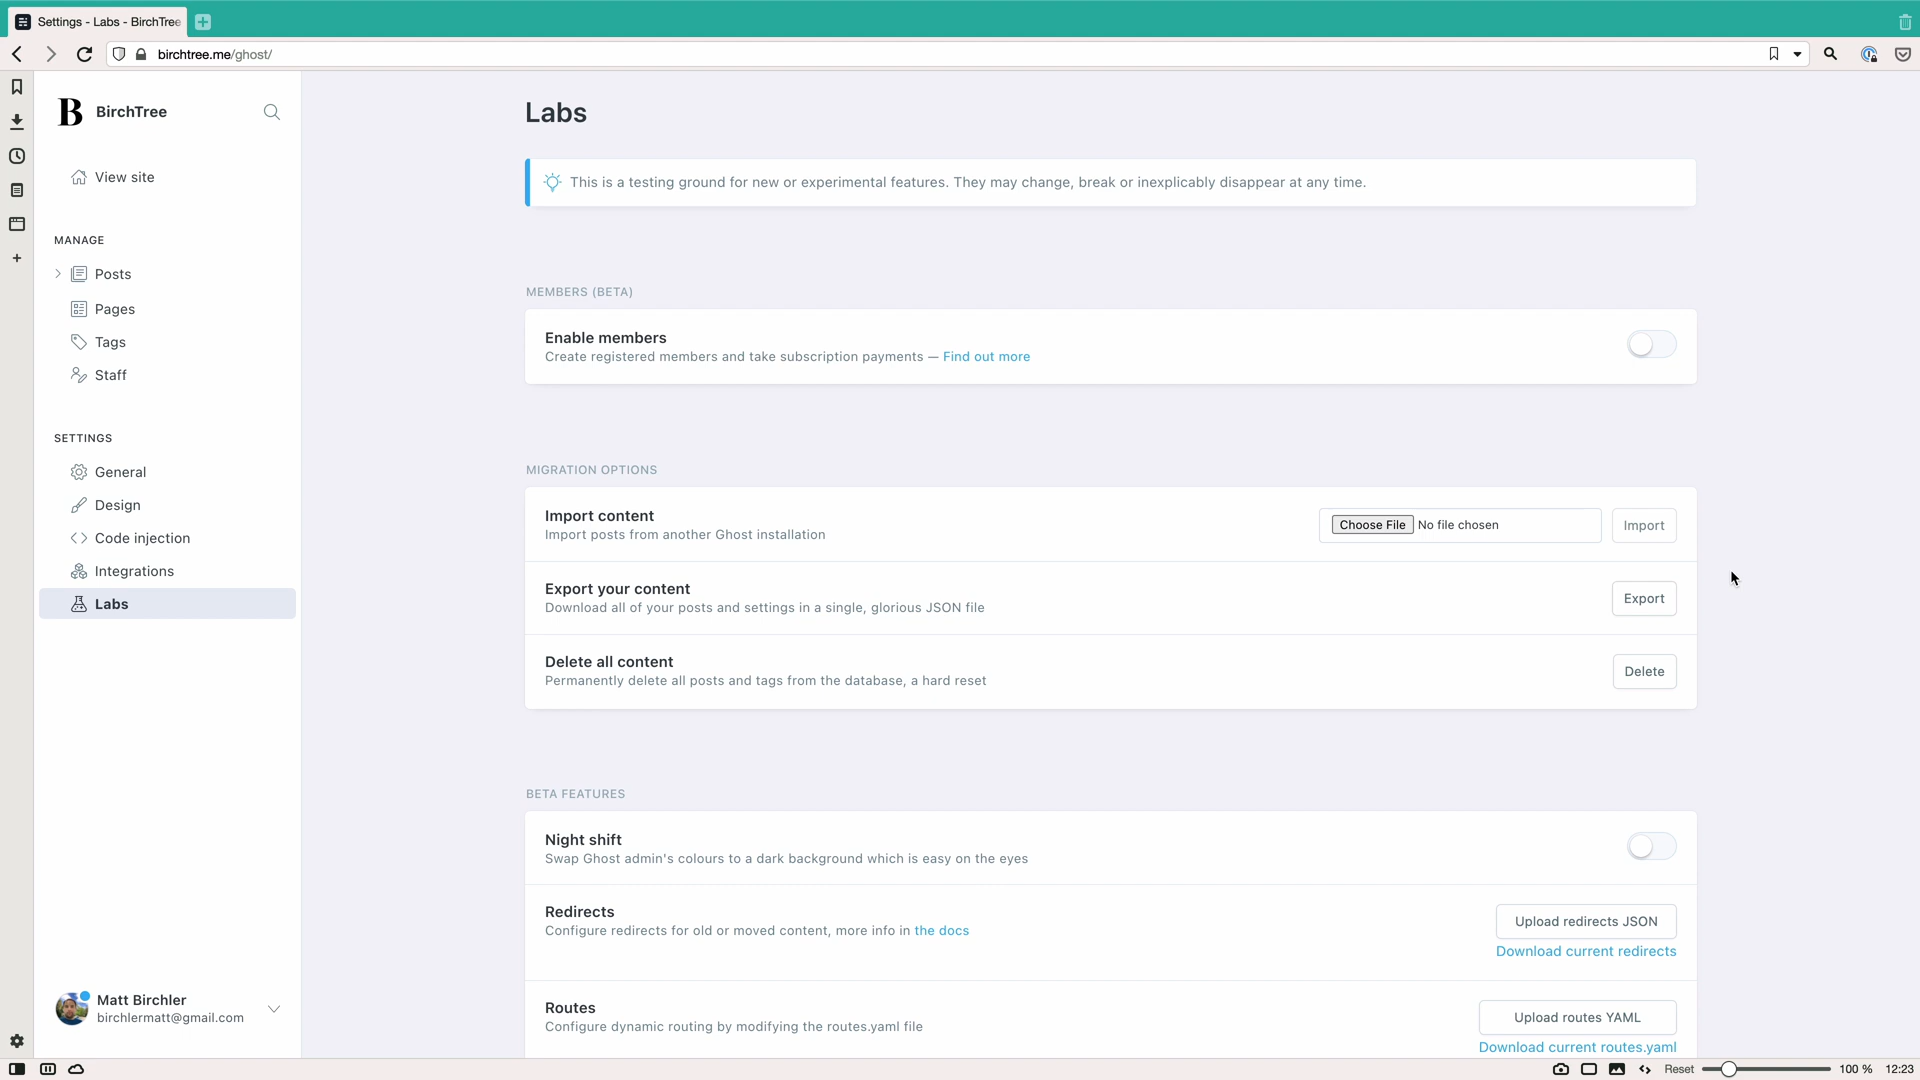 Settings - Labs - BirchTree
birchtree.me/ghost/
B BirchTree
View site
MANAGE
Posts
Pages
Tags
Staff
SETTINGS
General
Design
Code injection
Integrations
Labs
Matt Birchler
birchlermatt@gmail.com
Labs
This is a testing ground for new or experimental features. They may change, break or inexplicably disappear at any time.
MEMBERS (BETA)
Enable members
Create registered members and take subscription payments — Find out more
MIGRATION OPTIONS
Import content
Import posts from another Ghost installation
Choose File No file chosen
Import
Export your content
Download all of your posts and settings in a single, glorious JSON file
Export
Delete all content
Permanently delete all posts and tags from the database, a hard reset
Delete
BETA FEATURES
Night shift
Swap Ghost admin's colours to a dark background which is easy on the eyes
Redirects
Configure redirects for old or moved content, more info in the docs
Upload redirects JSON
Download current redirects
Routes
Configure dynamic routing by modifying the routes.yaml file
Upload routes YAML
Download current routes.yaml
Reset 100 % 12:23